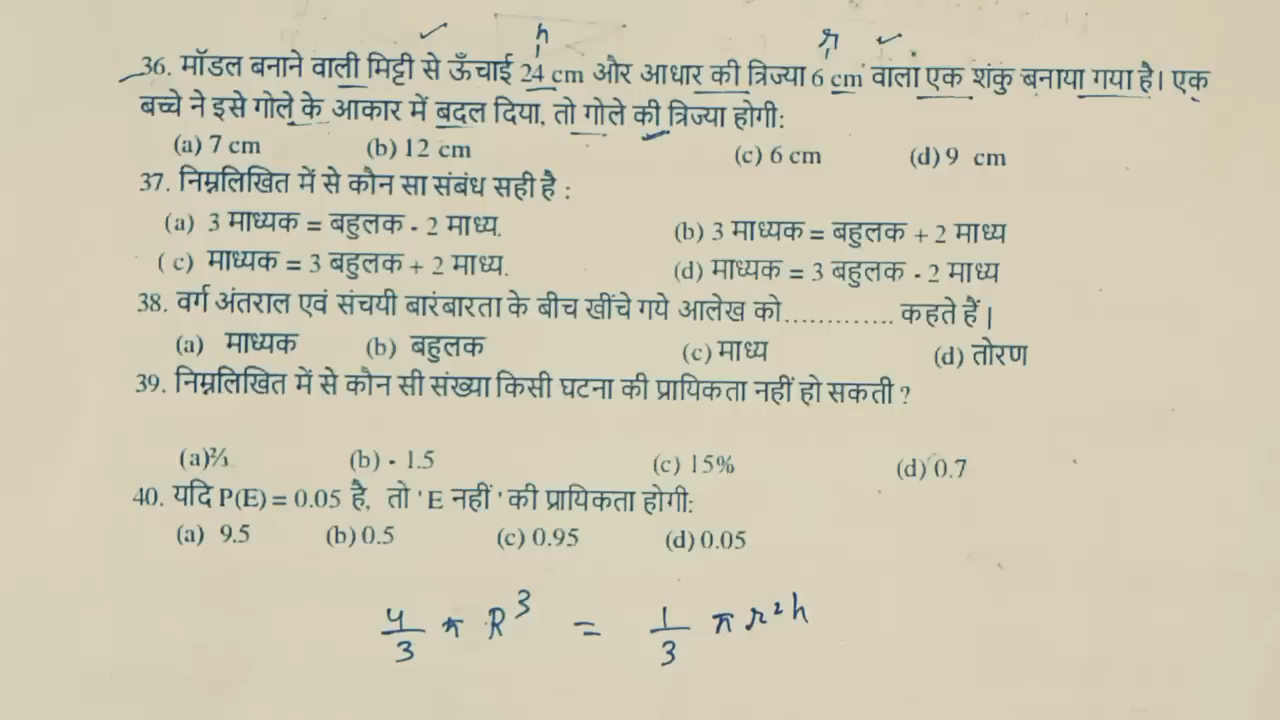 h r
36. मॉडल बनाने वाली मिट्टी से ऊँचाई 24 cm और आधार की त्रिज्या 6 cm वाला एक शंकु बनाया गया है। एक
बच्चे ने इसे गोले के आकार में बदल दिया, तो गोले की त्रिज्या होगी:
(a) 7 cm (b) 12 cm (c) 6 cm (d) 9 cm
37. निम्नलिखित में से कौन सा संबंध सही है :
(a) 3 माध्यक = बहुलक - 2 माध्य. (b) 3 माध्यक = बहुलक + 2 माध्य
( c) माध्यक = 3 बहुलक + 2 माध्य. (d) माध्यक = 3 बहुलक - 2 माध्य
38. वर्ग अंतराल एवं संचयी बारंबारता के बीच खींचे गये आलेख को............. कहते हैं|
(a) माध्यक (b) बहुलक (c) माध्य (d) तोरण
39. निम्नलिखित में से कौन सी संख्या किसी घटना की प्रायिकता नहीं हो सकती ?
(a)⅔ (b) - 1.5 (c) 15% (d) 0.7
40. यदि P(E) = 0.05 है, तो ' E नहीं ' की प्रायिकता होगी:
(a) 9.5 (b) 0.5 (c) 0.95 (d) 0.05
4/3 π R³ = 1/3 π r²h